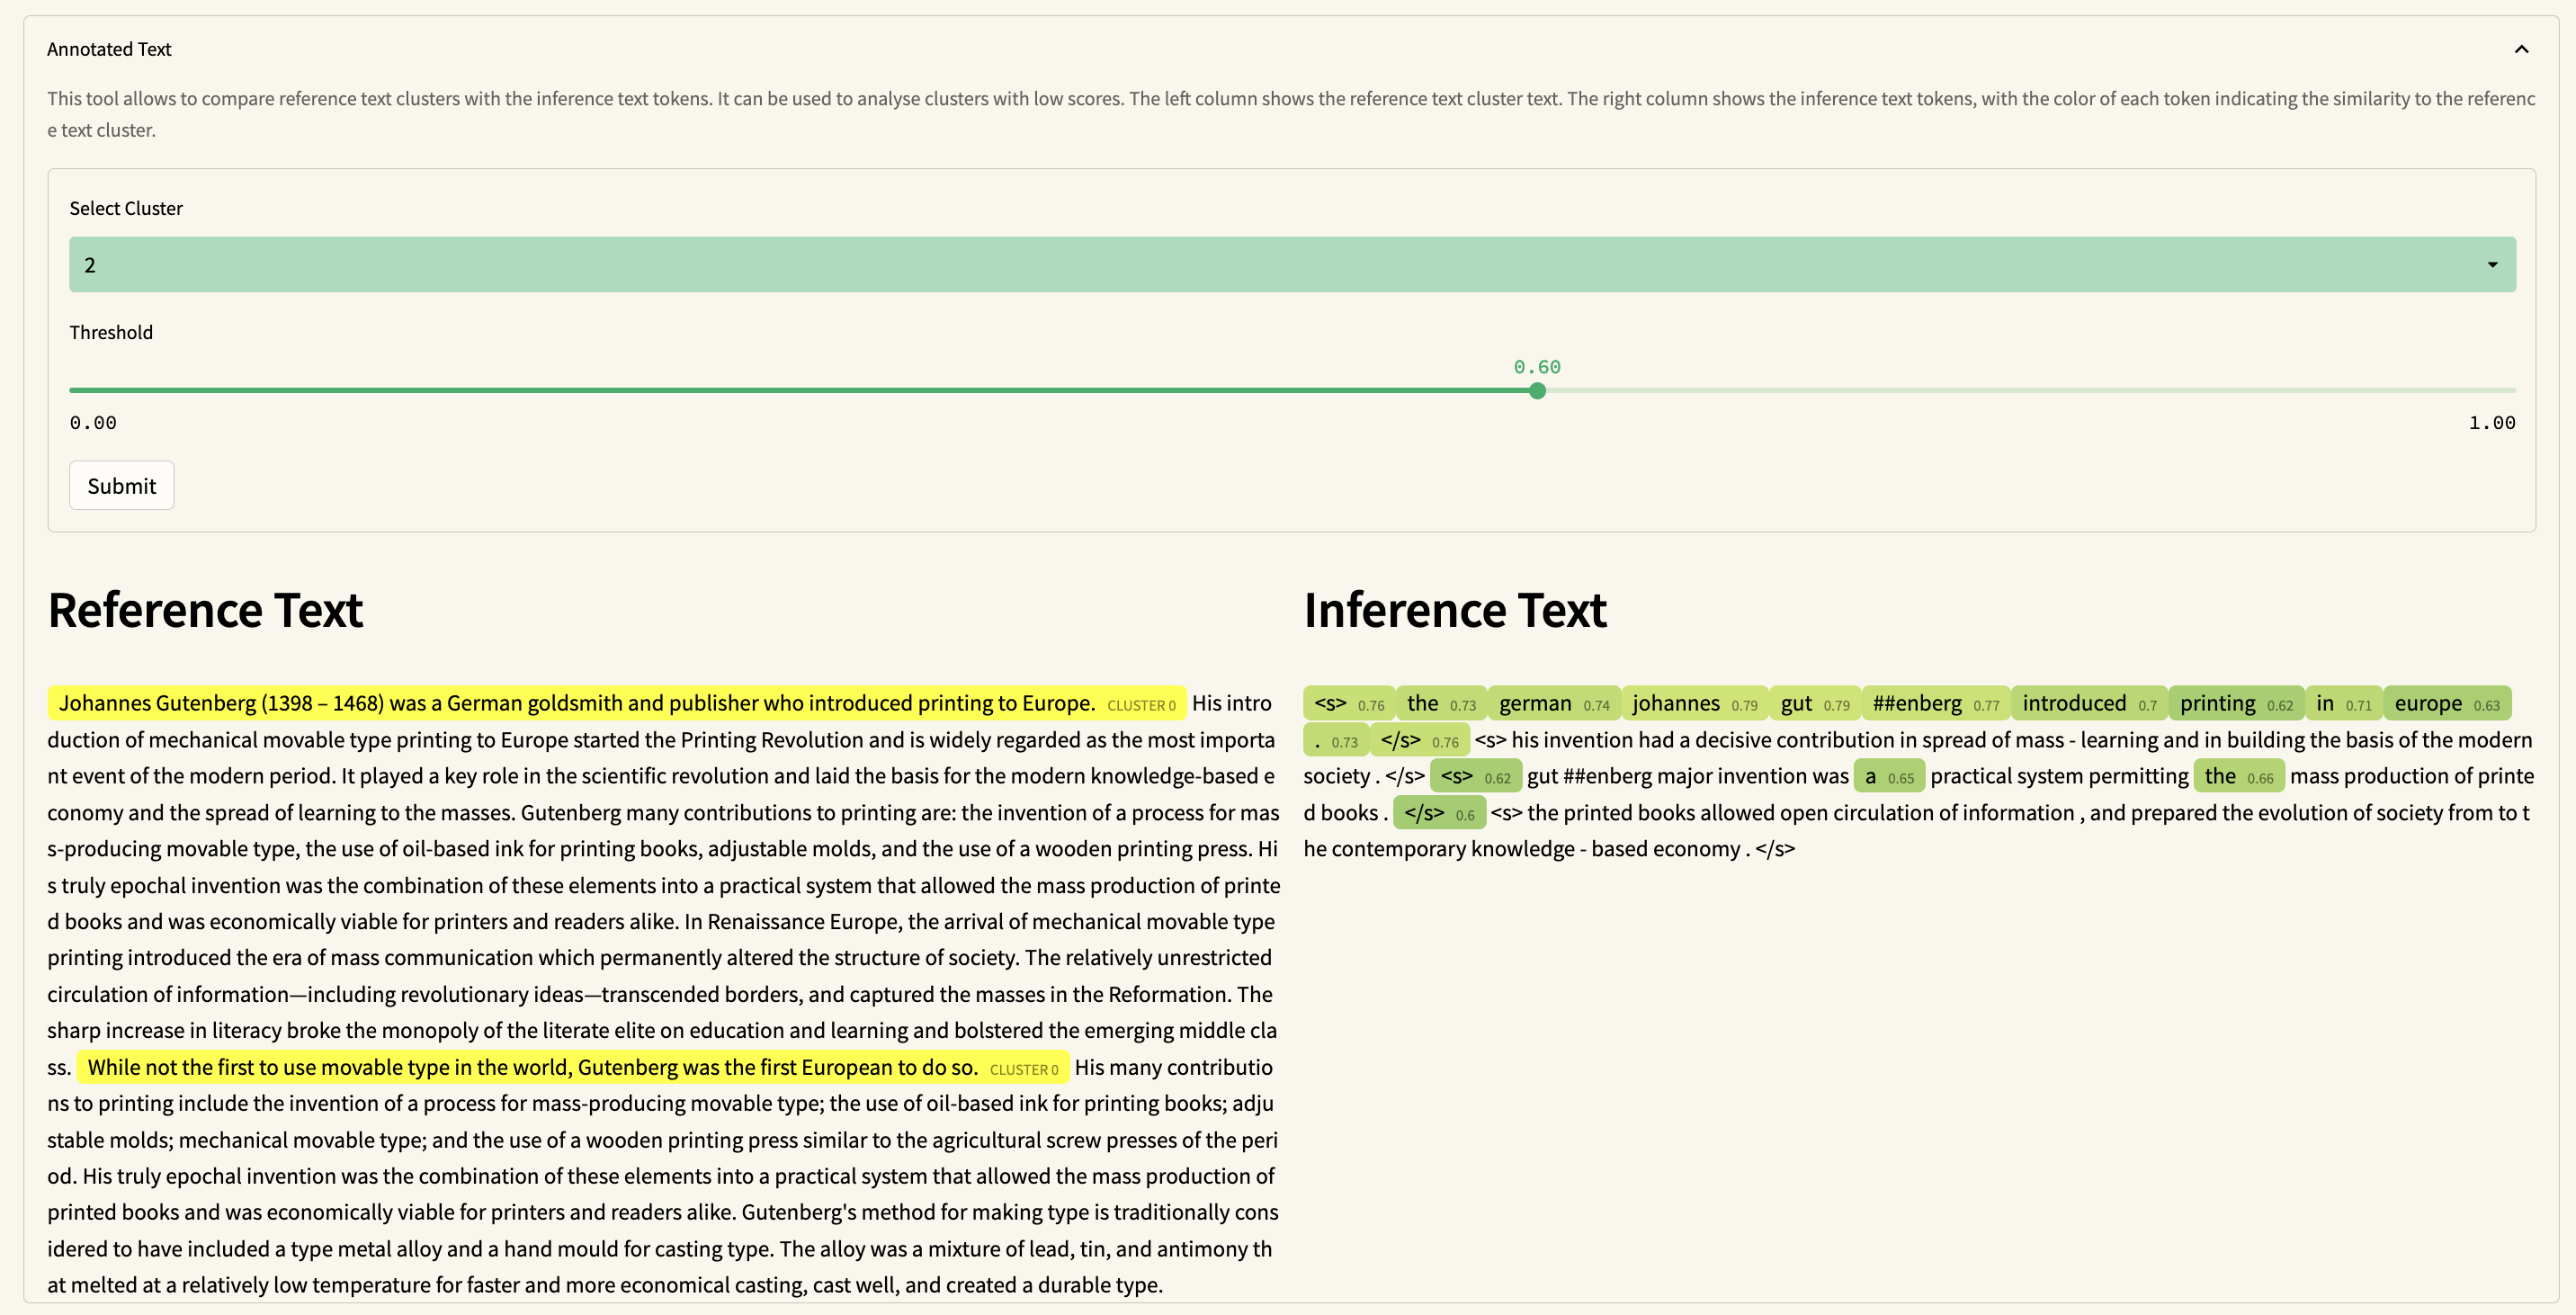 Annotated Text
This tool allows to compare reference text clusters with the inference text tokens. It can be used to analyse clusters with low scores. The left column shows the reference text cluster text. The right column shows the inference text tokens, with the color of each token indicating the similarity to the referenc
e text cluster.
Select Cluster
2
Threshold
0.60
0.00
1.00
Submit
Reference Text
Johannes Gutenberg (1398 – 1468) was a German goldsmith and publisher who introduced printing to Europe. CLUSTER 0 His intro
duction of mechanical movable type printing to Europe started the Printing Revolution and is widely regarded as the most importa
nt event of the modern period. It played a key role in the scientific revolution and laid the basis for the modern knowledge-based e
conomy and the spread of learning to the masses. Gutenberg many contributions to printing are: the invention of a process for mas
s-producing movable type, the use of oil-based ink for printing books, adjustable molds, and the use of a wooden printing press. Hi
s truly epochal invention was the combination of these elements into a practical system that allowed the mass production of printe
d books and was economically viable for printers and readers alike. In Renaissance Europe, the arrival of mechanical movable type
printing introduced the era of mass communication which permanently altered the structure of society. The relatively unrestricted
circulation of information—including revolutionary ideas—transcended borders, and captured the masses in the Reformation. The
sharp increase in literacy broke the monopoly of the literate elite on education and learning and bolstered the emerging middle cla
ss. While not the first to use movable type in the world, Gutenberg was the first European to do so. CLUSTER 0 His many contributio
ns to printing include the invention of a process for mass-producing movable type; the use of oil-based ink for printing books; adju
stable molds; mechanical movable type; and the use of a wooden printing press similar to the agricultural screw presses of the peri
od. His truly epochal invention was the combination of these elements into a practical system that allowed the mass production of
printed books and was economically viable for printers and readers alike. Gutenberg's method for making type is traditionally cons
idered to have included a type metal alloy and a hand mould for casting type. The alloy was a mixture of lead, tin, and antimony th
at melted at a relatively low temperature for faster and more economical casting, cast well, and created a durable type.
Inference Text
<s> 0.76 the 0.73 german 0.74 johannes 0.79 gut 0.79 ##enberg 0.77 introduced 0.7 printing 0.62 in 0.71 europe 0.63
. 0.73 </s> 0.76 <s> his invention had a decisive contribution in spread of mass - learning and in building the basis of the modern
society . </s> <s> 0.62 gut ##enberg major invention was a 0.65 practical system permitting the 0.66 mass production of printe
d books . </s> 0.6 <s> the printed books allowed open circulation of information , and prepared the evolution of society from to t
he contemporary knowledge - based economy . </s>